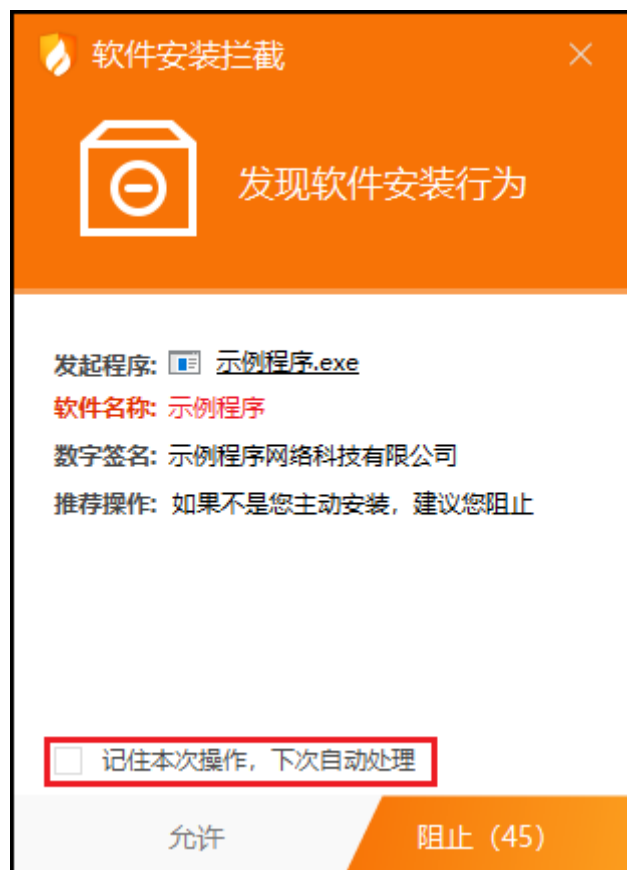 软件安装拦截
发现软件安装行为
发起程序: 示例程序.exe
软件名称: 示例程序
数字签名: 示例程序网络科技有限公司
推荐操作: 如果不是您主动安装，建议您阻止
记住本次操作，下次自动处理
允许
阻止（45）